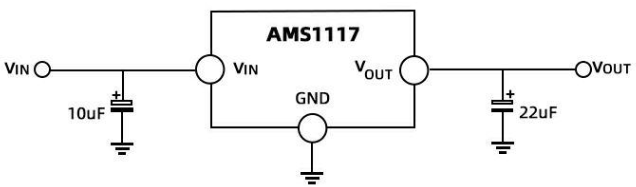 AMS1117
VIN
VIN
VOUT
VOUT
GND
+
10uF
+
22uF